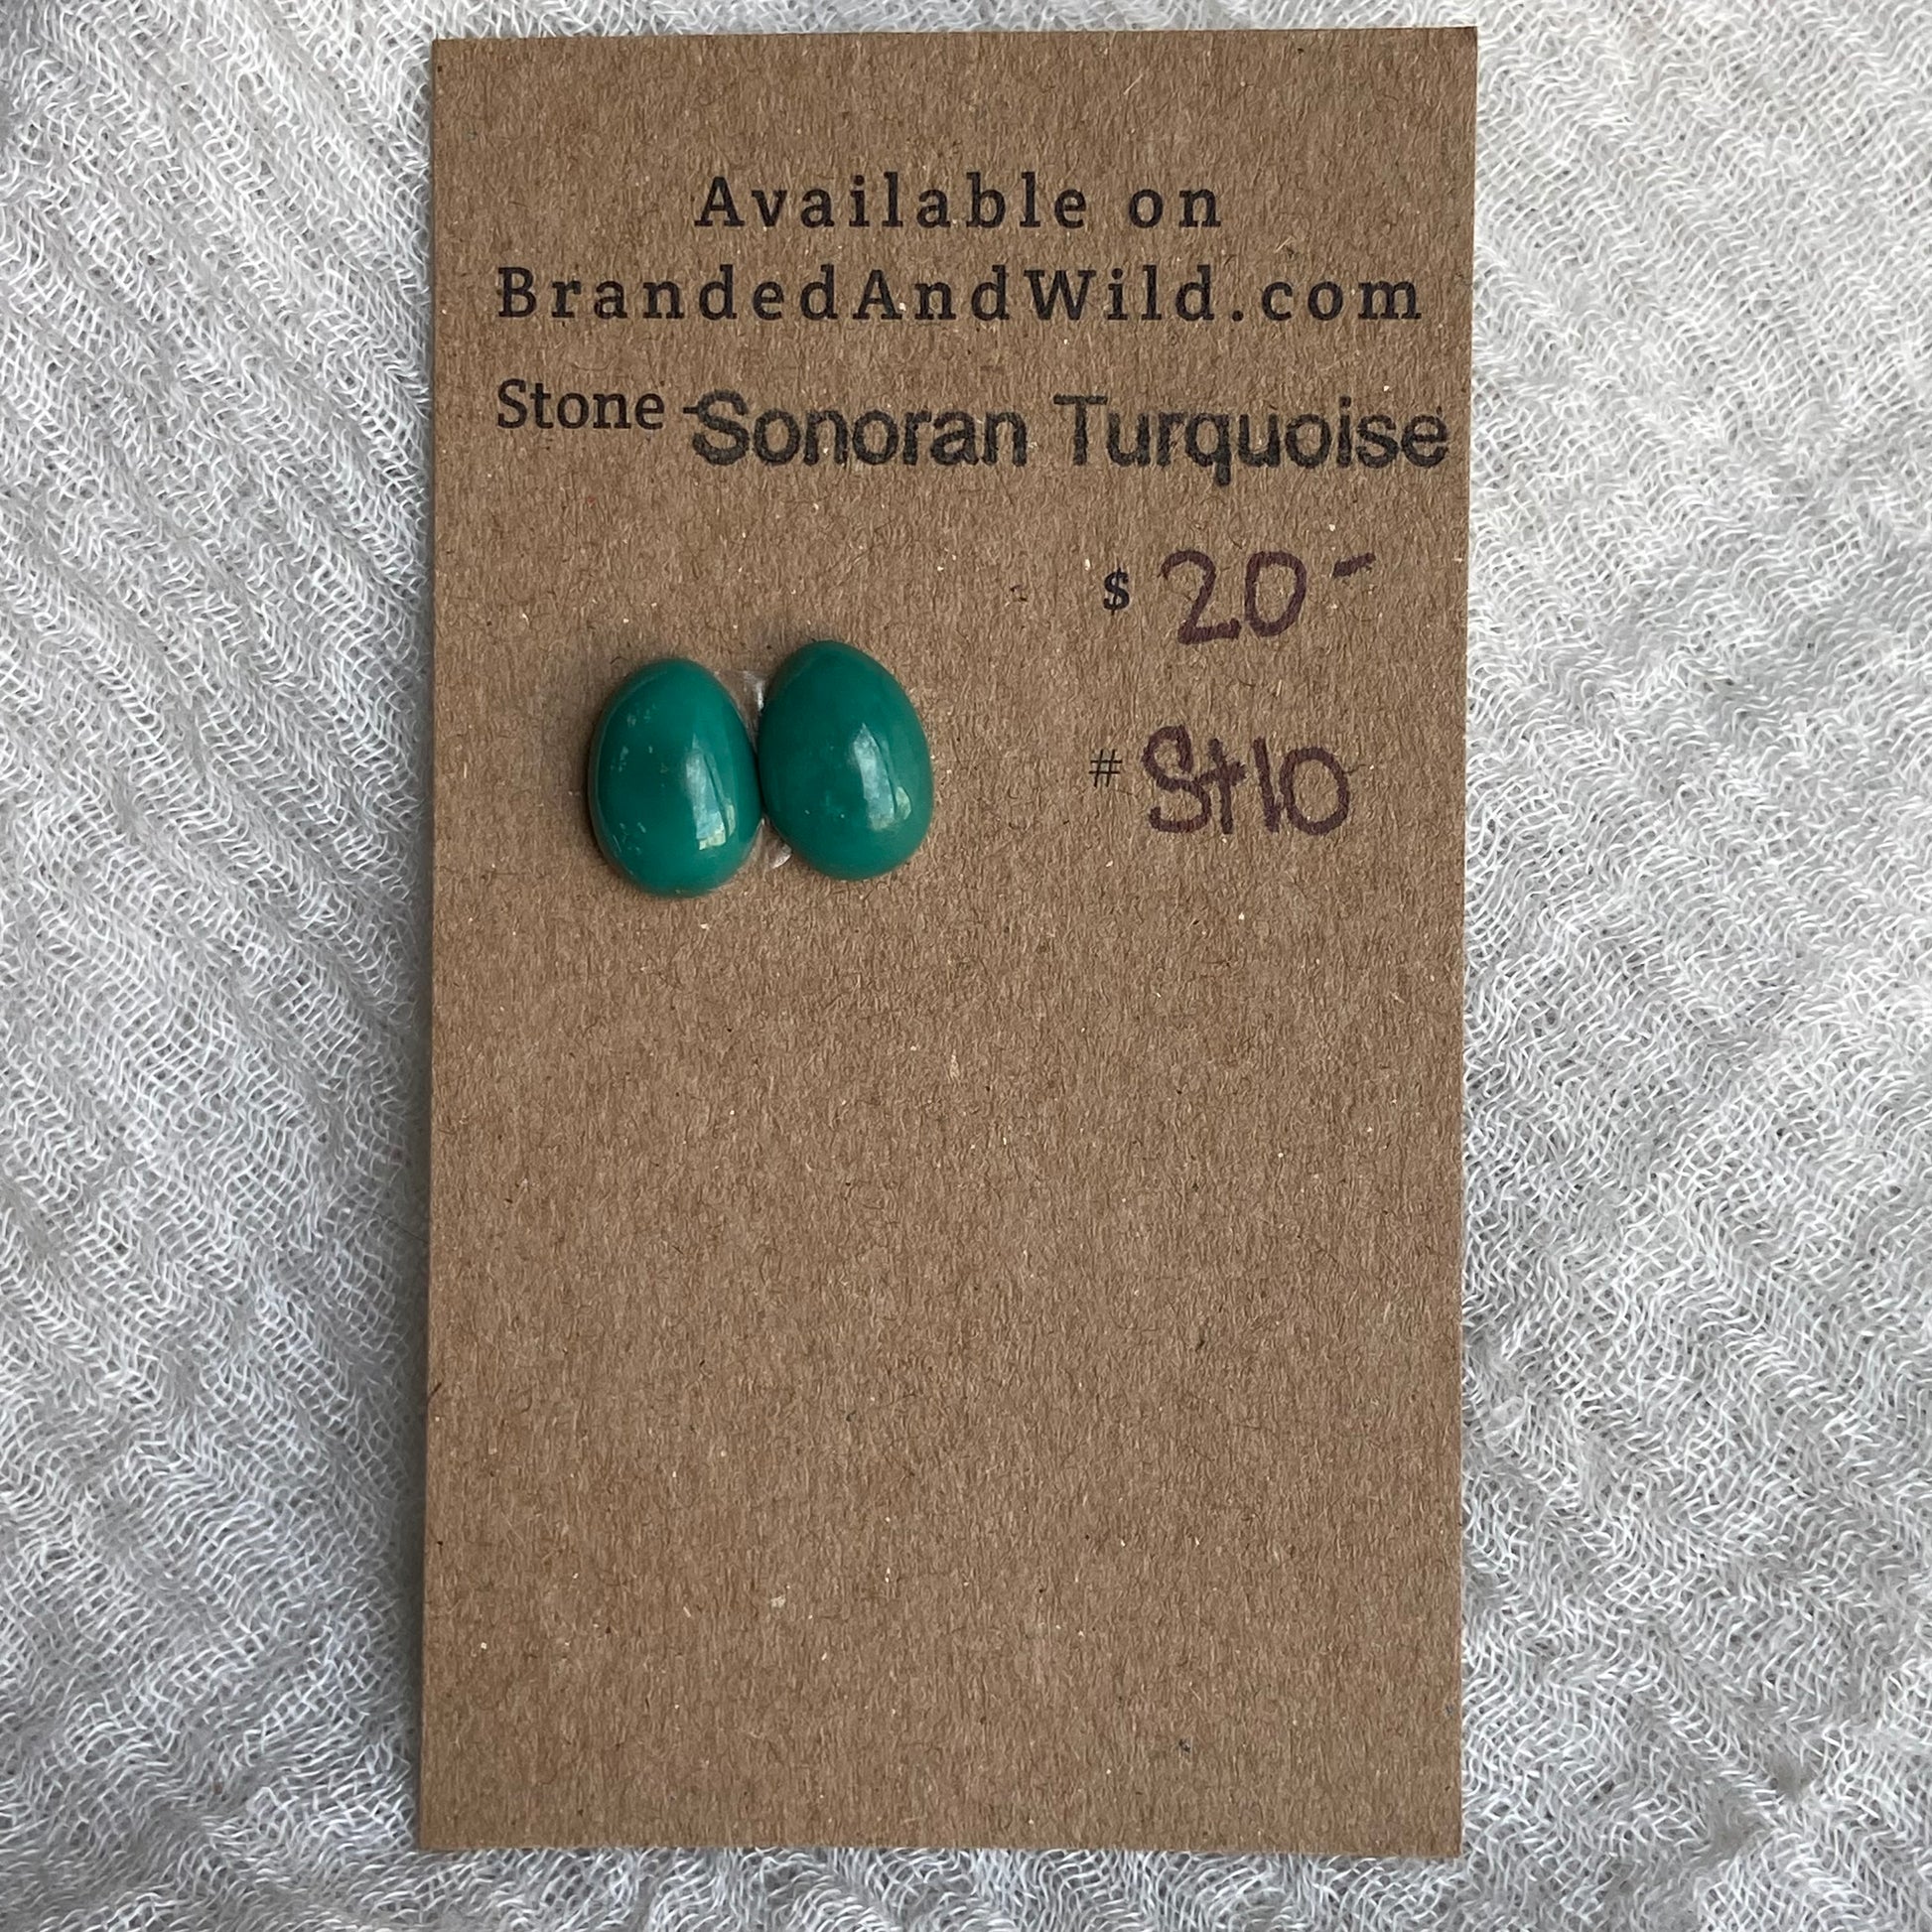 Available on
BrandedAndWild.com
Stone - Sonoran Turquoise
$ 20-
# St10